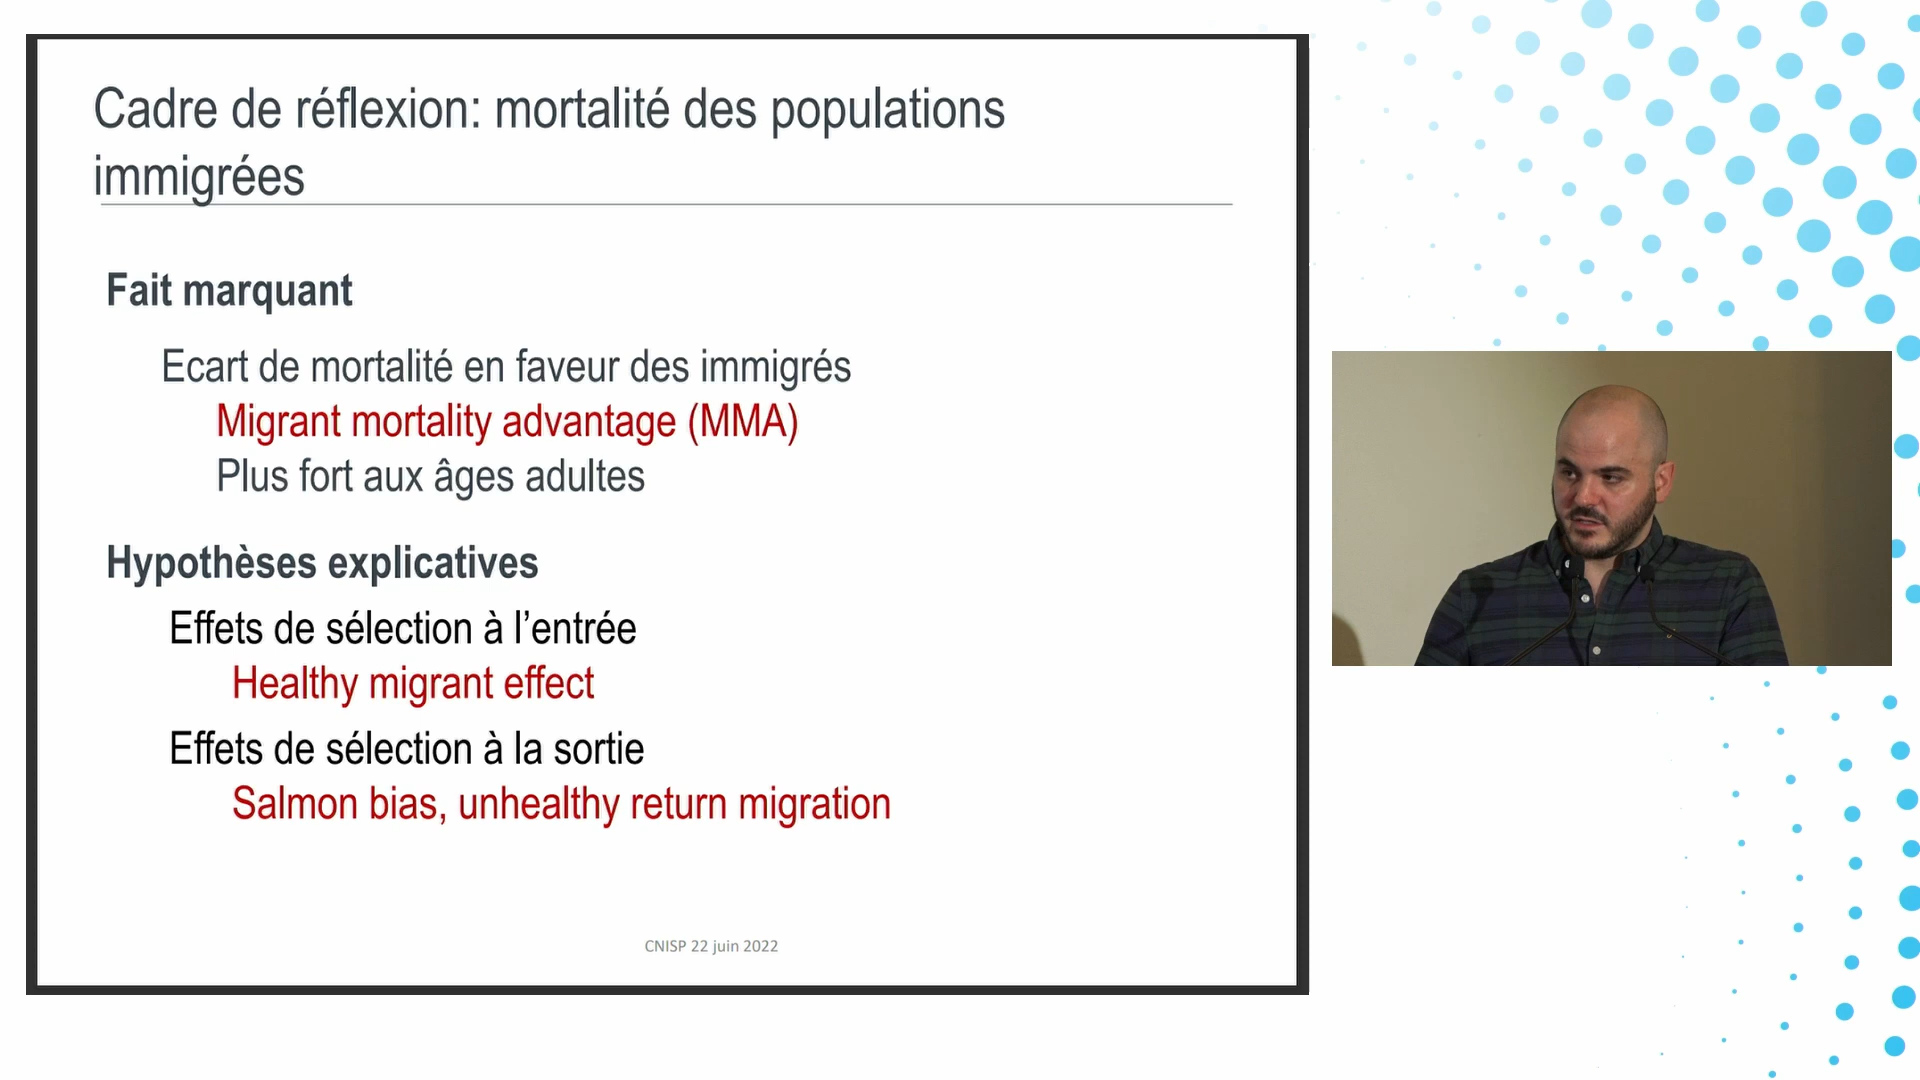 Cadre de réflexion: mortalité des populations
immigrées
Fait marquant
Ecart de mortalité en faveur des immigrés
Migrant mortality advantage (MMA)
Plus fort aux âges adultes
Hypothèses explicatives
Effets de sélection à l’entrée
Healthy migrant effect
Effets de sélection à la sortie
Salmon bias, unhealthy return migration
CNISP 22 juin 2022